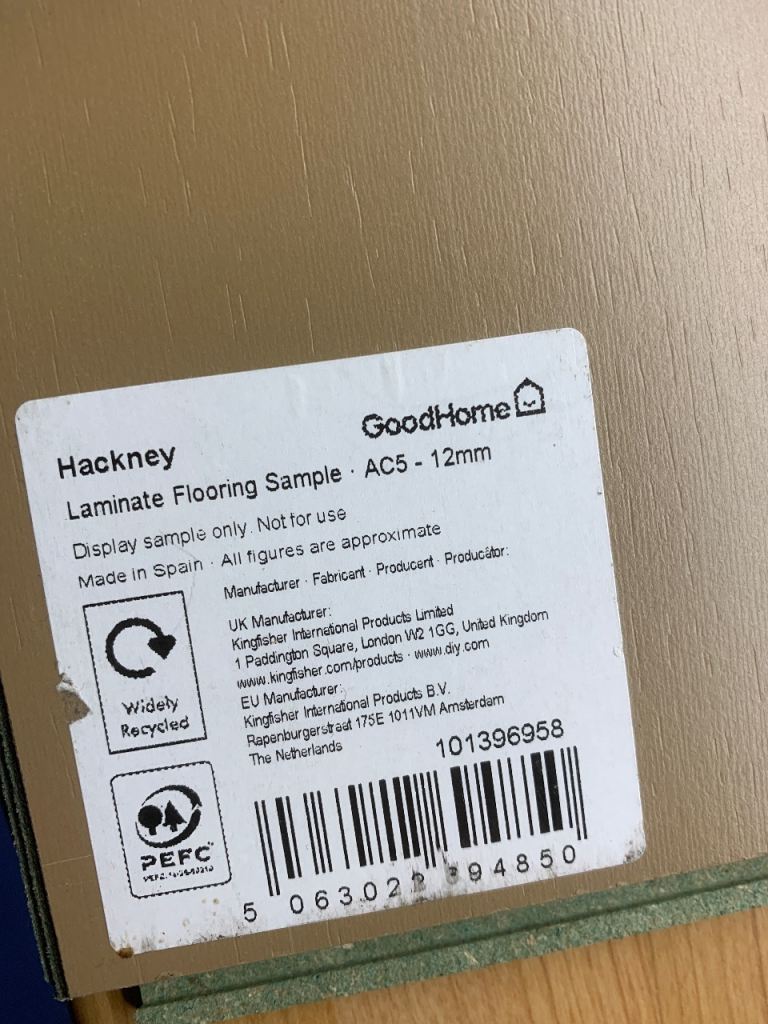 GoodHome
Hackney
Laminate Flooring Sample · AC5 - 12mm
Display sample only. Not for use
Made in Spain · All figures are approximate
Manufacturer · Fabricant · Producent · Producător:
UK Manufacturer:
Kingfisher International Products Limited
1 Paddington Square, London W2 1GG, United Kingdom
www.kingfisher.com/products · www.diy.com
EU Manufacturer:
Kingfisher International Products B.V.
Rapenburgerstraat 175E 1011VM Amsterdam
The Netherlands
Widely
Recycled
PEFC
101396958
5 063022 394850